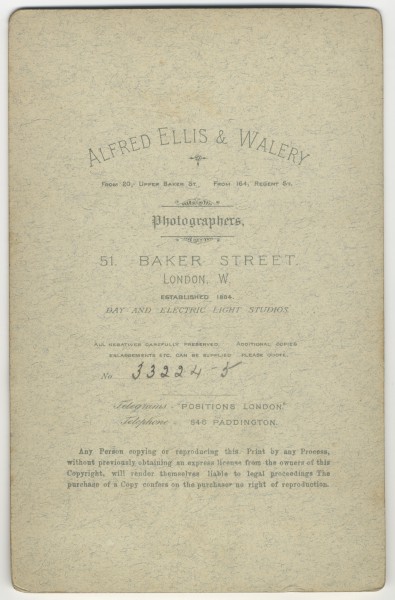 ALFRED ELLIS & WALERY
FROM 20, UPPER BAKER ST. FROM 164, REGENT ST.
Photographers,
51. BAKER STREET.
LONDON, W.
ESTABLISHED 1884.
DAY AND ELECTRIC LIGHT STUDIOS
ALL NEGATIVES CAREFULLY PRESERVED. ADDITIONAL COPIES
ENLARGEMENTS ETC. CAN BE SUPPLIED. PLEASE QUOTE.
No 33224-5
Telegrams: "POSITIONS LONDON"
Telephone: 546 PADDINGTON.
Any Person copying or reproducing this Print by any Process,
without previously obtaining an express license from the owners of this
Copyright, will render themselves liable to legal proceedings The
purchase of a Copy confers on the purchaser no right of reproduction.